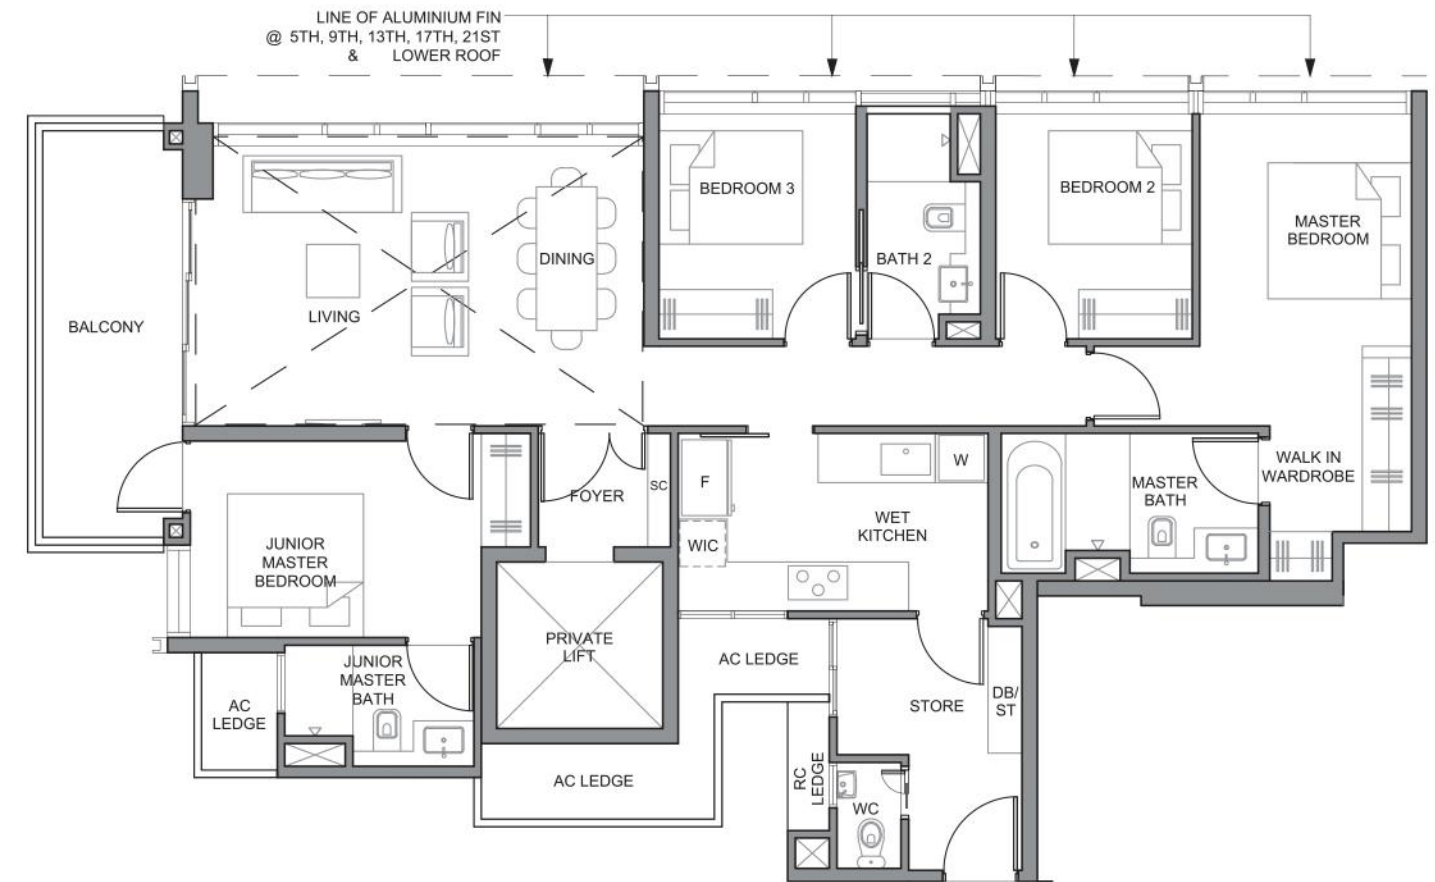 LINE OF ALUMINIUM FIN
@ 5TH, 9TH, 13TH, 17TH, 21ST
& LOWER ROOF
BEDROOM 3
BEDROOM 2
MASTER
BEDROOM
BATH 2
DINING
LIVING
BALCONY
WALK IN
WARDROBE
MASTER
BATH
W
F
SC
FOYER
WET
KITCHEN
WIC
JUNIOR
MASTER
BEDROOM
PRIVATE
LIFT
AC LEDGE
JUNIOR
MASTER
BATH
AC
LEDGE
STORE
DB/
ST
AC LEDGE
RC
LEDGE
WC